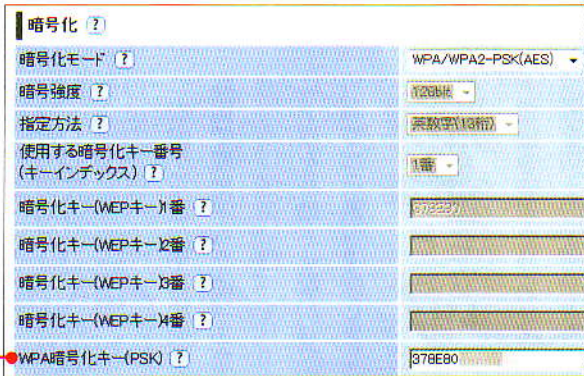 暗号化 ?
暗号化モード ? WPA/WPA2-PSK(AES)
暗号強度 ? 128bit
指定方法 ? 英数字(13桁)
使用する暗号化キー番号
(キーインデックス) ? 1番
暗号化キー(WEPキー)1番 ?
暗号化キー(WEPキー)2番 ?
暗号化キー(WEPキー)3番 ?
暗号化キー(WEPキー)4番 ?
WPA暗号化キー(PSK) ? 378E80